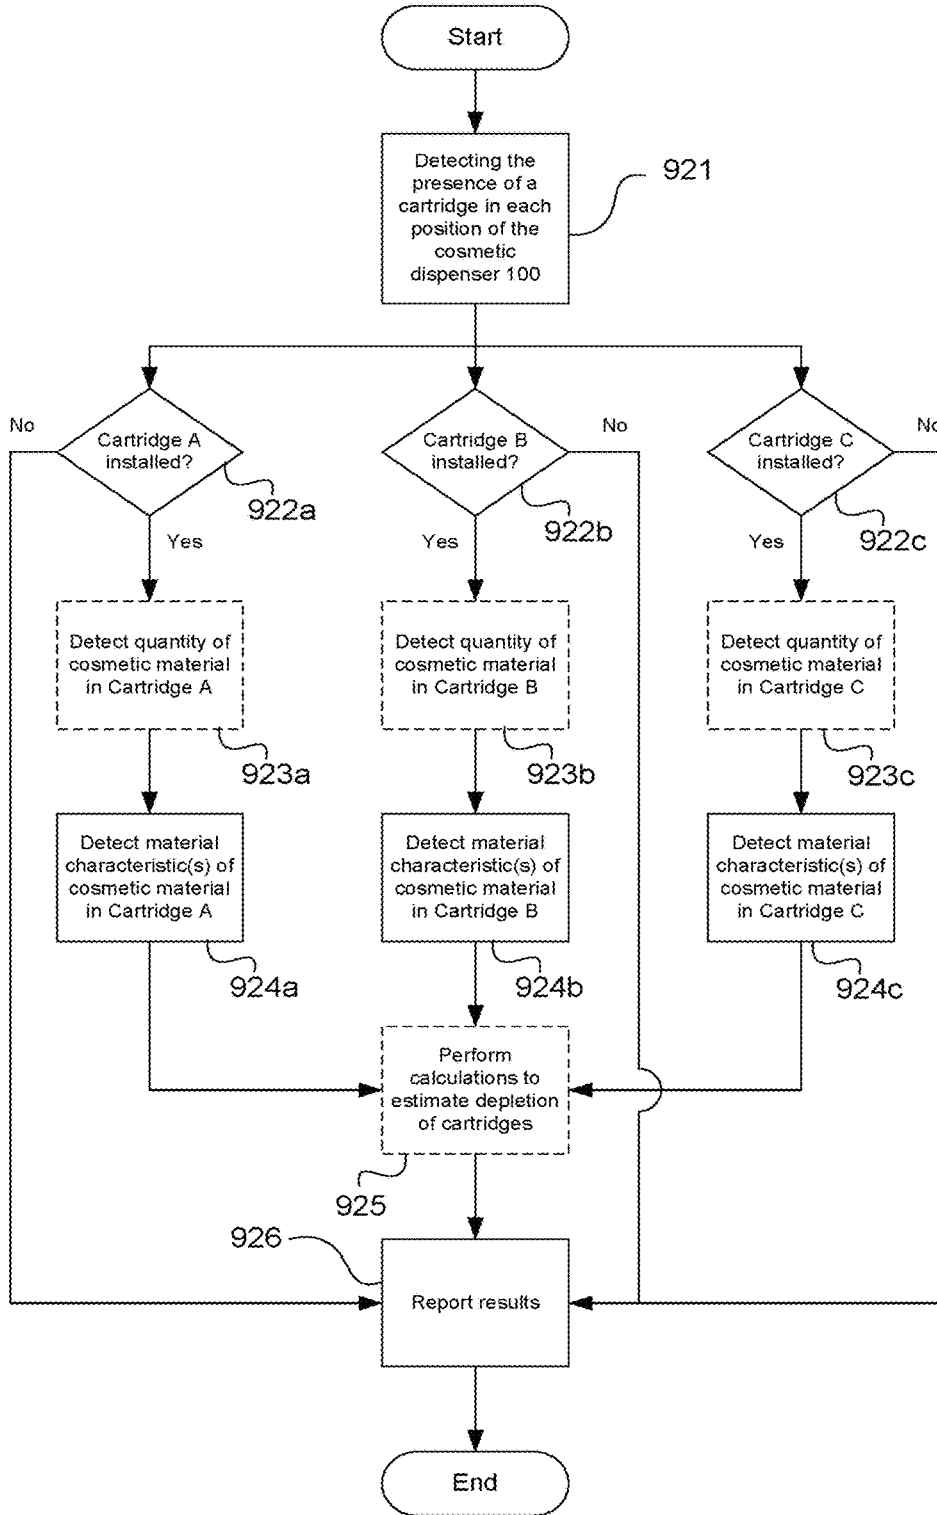 Start
Detecting the
presence of a
cartridge in each
position of the
cosmetic
dispenser 100
921
No
Cartridge A
installed?
922a
Yes
Cartridge B
installed?
No
922b
Yes
Cartridge C
installed?
No
922c
Yes
Detect quantity of
cosmetic material
in Cartridge A
923a
Detect quantity of
cosmetic material
in Cartridge B
923b
Detect quantity of
cosmetic material
in Cartridge C
923c
Detect material
characteristic(s) of
cosmetic material
in Cartridge A
924a
Detect material
characteristic(s) of
cosmetic material
in Cartridge B
924b
Detect material
characteristic(s) of
cosmetic material
in Cartridge C
924c
Perform
calculations to
estimate depletion
of cartridges
925
926
Report results
End